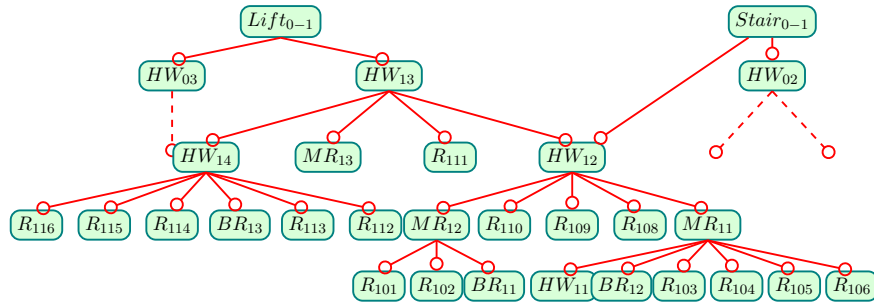 Lift₀₋₁ Stair₀₋₁
HW₀₃ HW₁₃ HW₀₂
HW₁₄ MR₁₃ R₁₁₁ HW₁₂
R₁₁₆ R₁₁₅ R₁₁₄ BR₁₃ R₁₁₃ R₁₁₂ MR₁₂ R₁₁₀ R₁₀₉ R₁₀₈ MR₁₁
R₁₀₁ R₁₀₂ BR₁₁ HW₁₁ BR₁₂ R₁₀₃ R₁₀₄ R₁₀₅ R₁₀₆